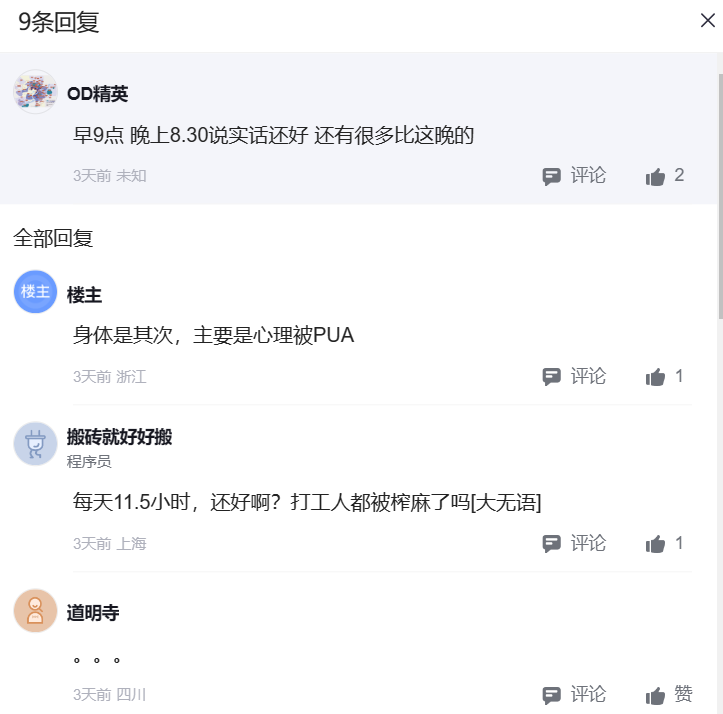 9条回复
OD精英
早9点 晚上8.30说实话还好 还有很多比这晚的
3天前 未知 评论 2
全部回复
楼主 楼主
身体是其次，主要是心理被PUA
3天前 浙江 评论 1
搬砖就好好搬
程序员
每天11.5小时，还好啊？打工人都被榨麻了吗[大无语]
3天前 上海 评论 1
道明寺
。。。
3天前 四川 评论 赞